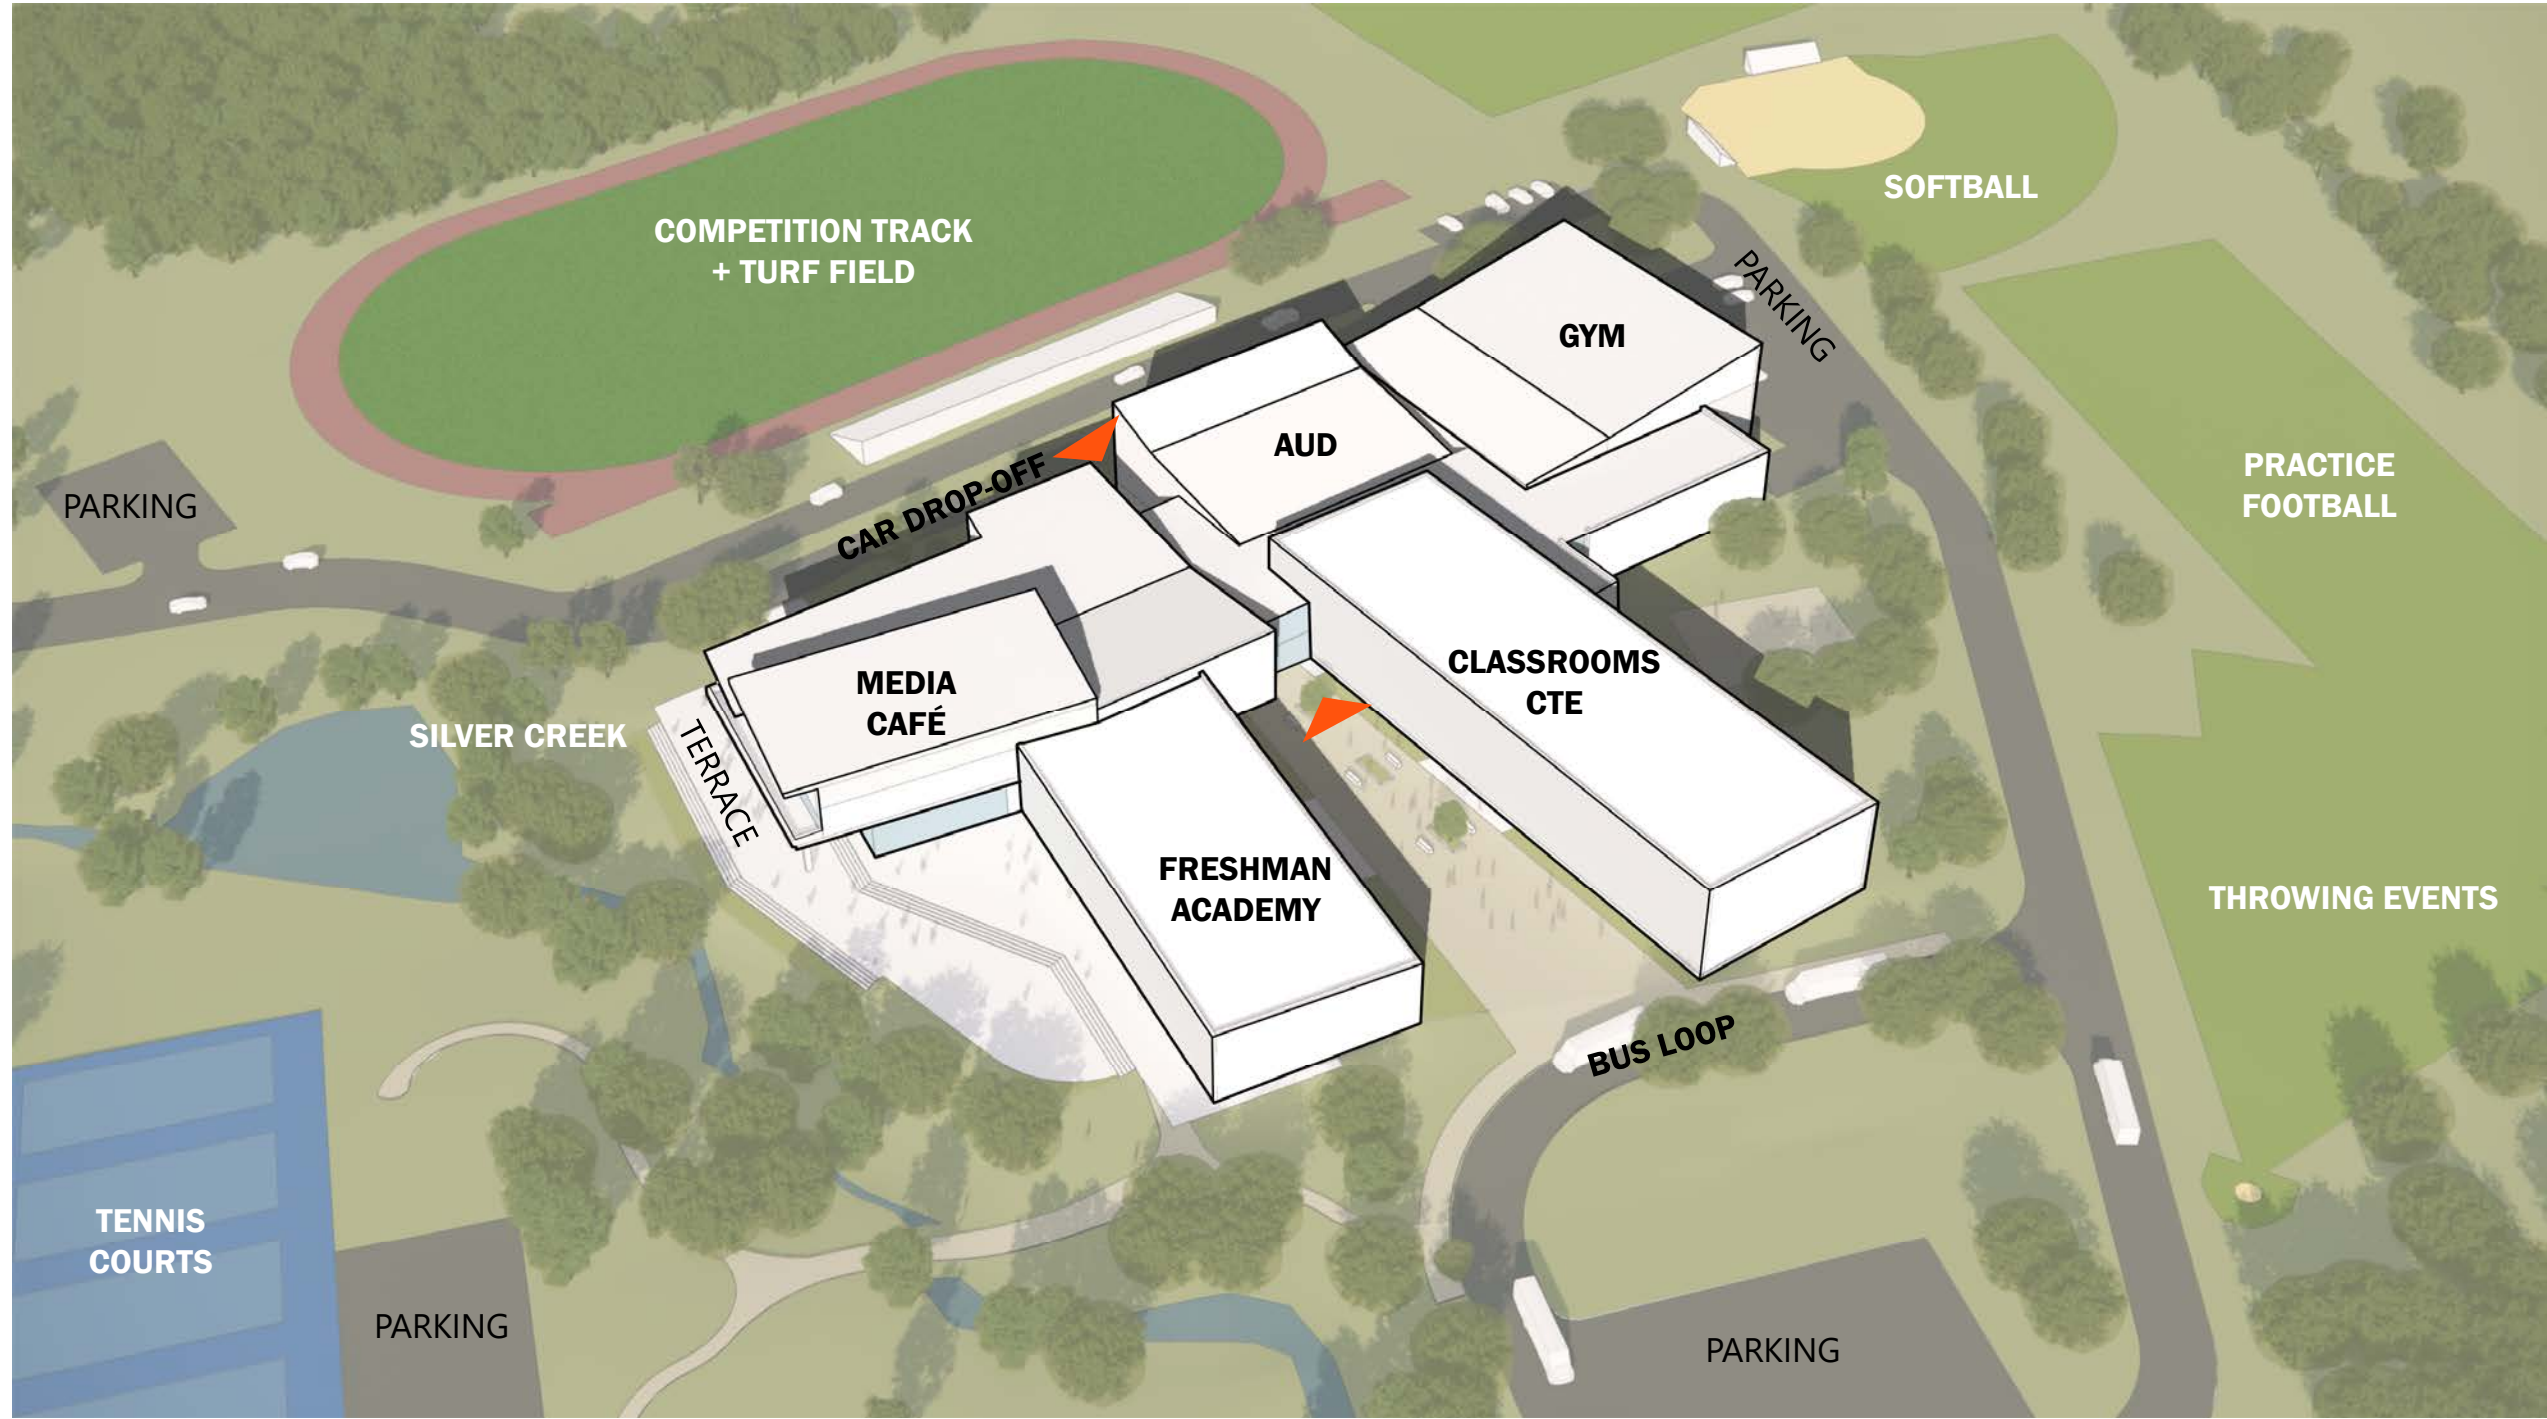 SOFTBALL
COMPETITION TRACK
+ TURF FIELD
PARKING
GYM
AUD
PRACTICE
FOOTBALL
PARKING
CAR DROP-OFF
CLASSROOMS
CTE
MEDIA
CAFÉ
SILVER CREEK
TERRACE
FRESHMAN
ACADEMY
THROWING EVENTS
BUS LOOP
TENNIS
COURTS
PARKING
PARKING